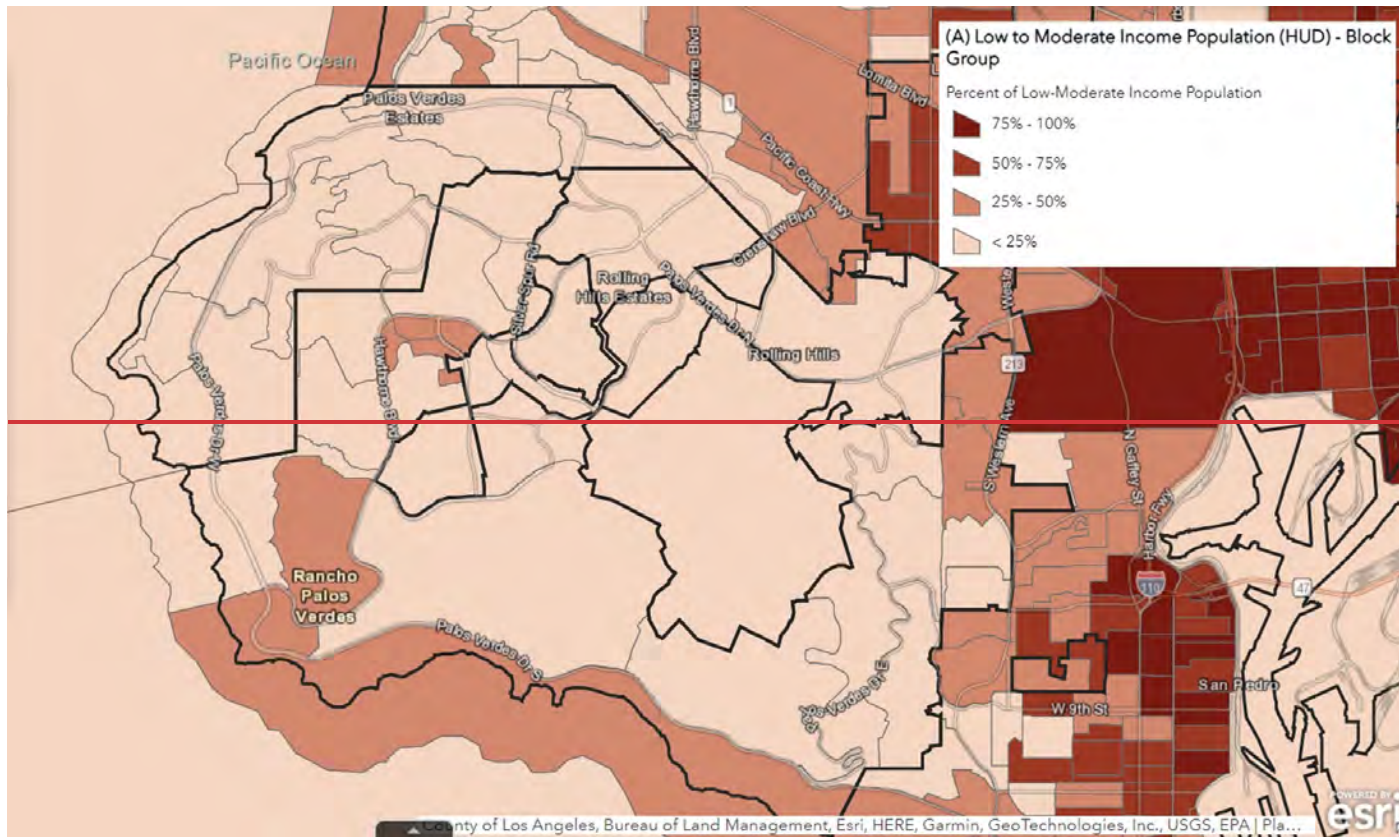 (A) Low to Moderate Income Population (HUD) - Block
Group
Percent of Low-Moderate Income Population
75% - 100%
50% - 75%
25% - 50%
< 25%
Pacific Ocean
Palos Verdes
Estates
Hawthorne Blvd
1
Lomita Blvd
Pacific Coast Hwy
Crenshaw Blvd
Silver Spur Rd
Rolling
Hills Estates
Palos Verdes Dr N
Rolling Hills
Weste
213
Hawthorne Blvd
Palos Verdes Dr W
S Western Ave
N Gaffey St
Harbor Fwy
110
47
Rancho
Palos
Verdes
Palos Verdes Dr S
Palos Verdes Dr E
San Pedro
W 9th St
County of Los Angeles, Bureau of Land Management, Esri, HERE, Garmin, GeoTechnologies, Inc., USGS, EPA | Pla...
POWERED BY
esri